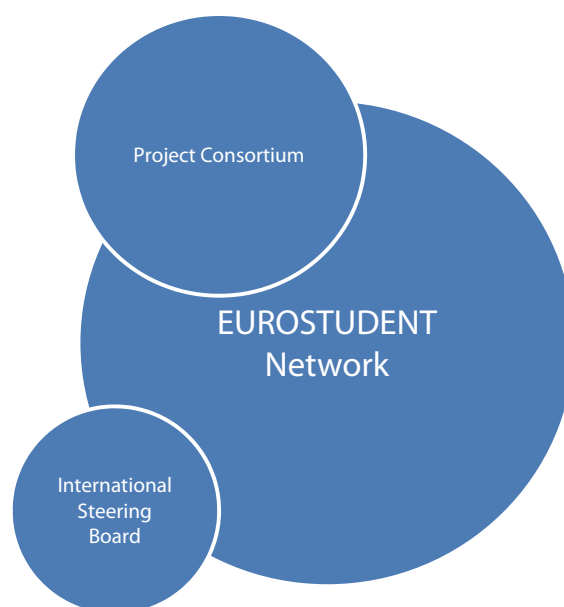 Project Consortium
EUROSTUDENT
Network
International
Steering
Board